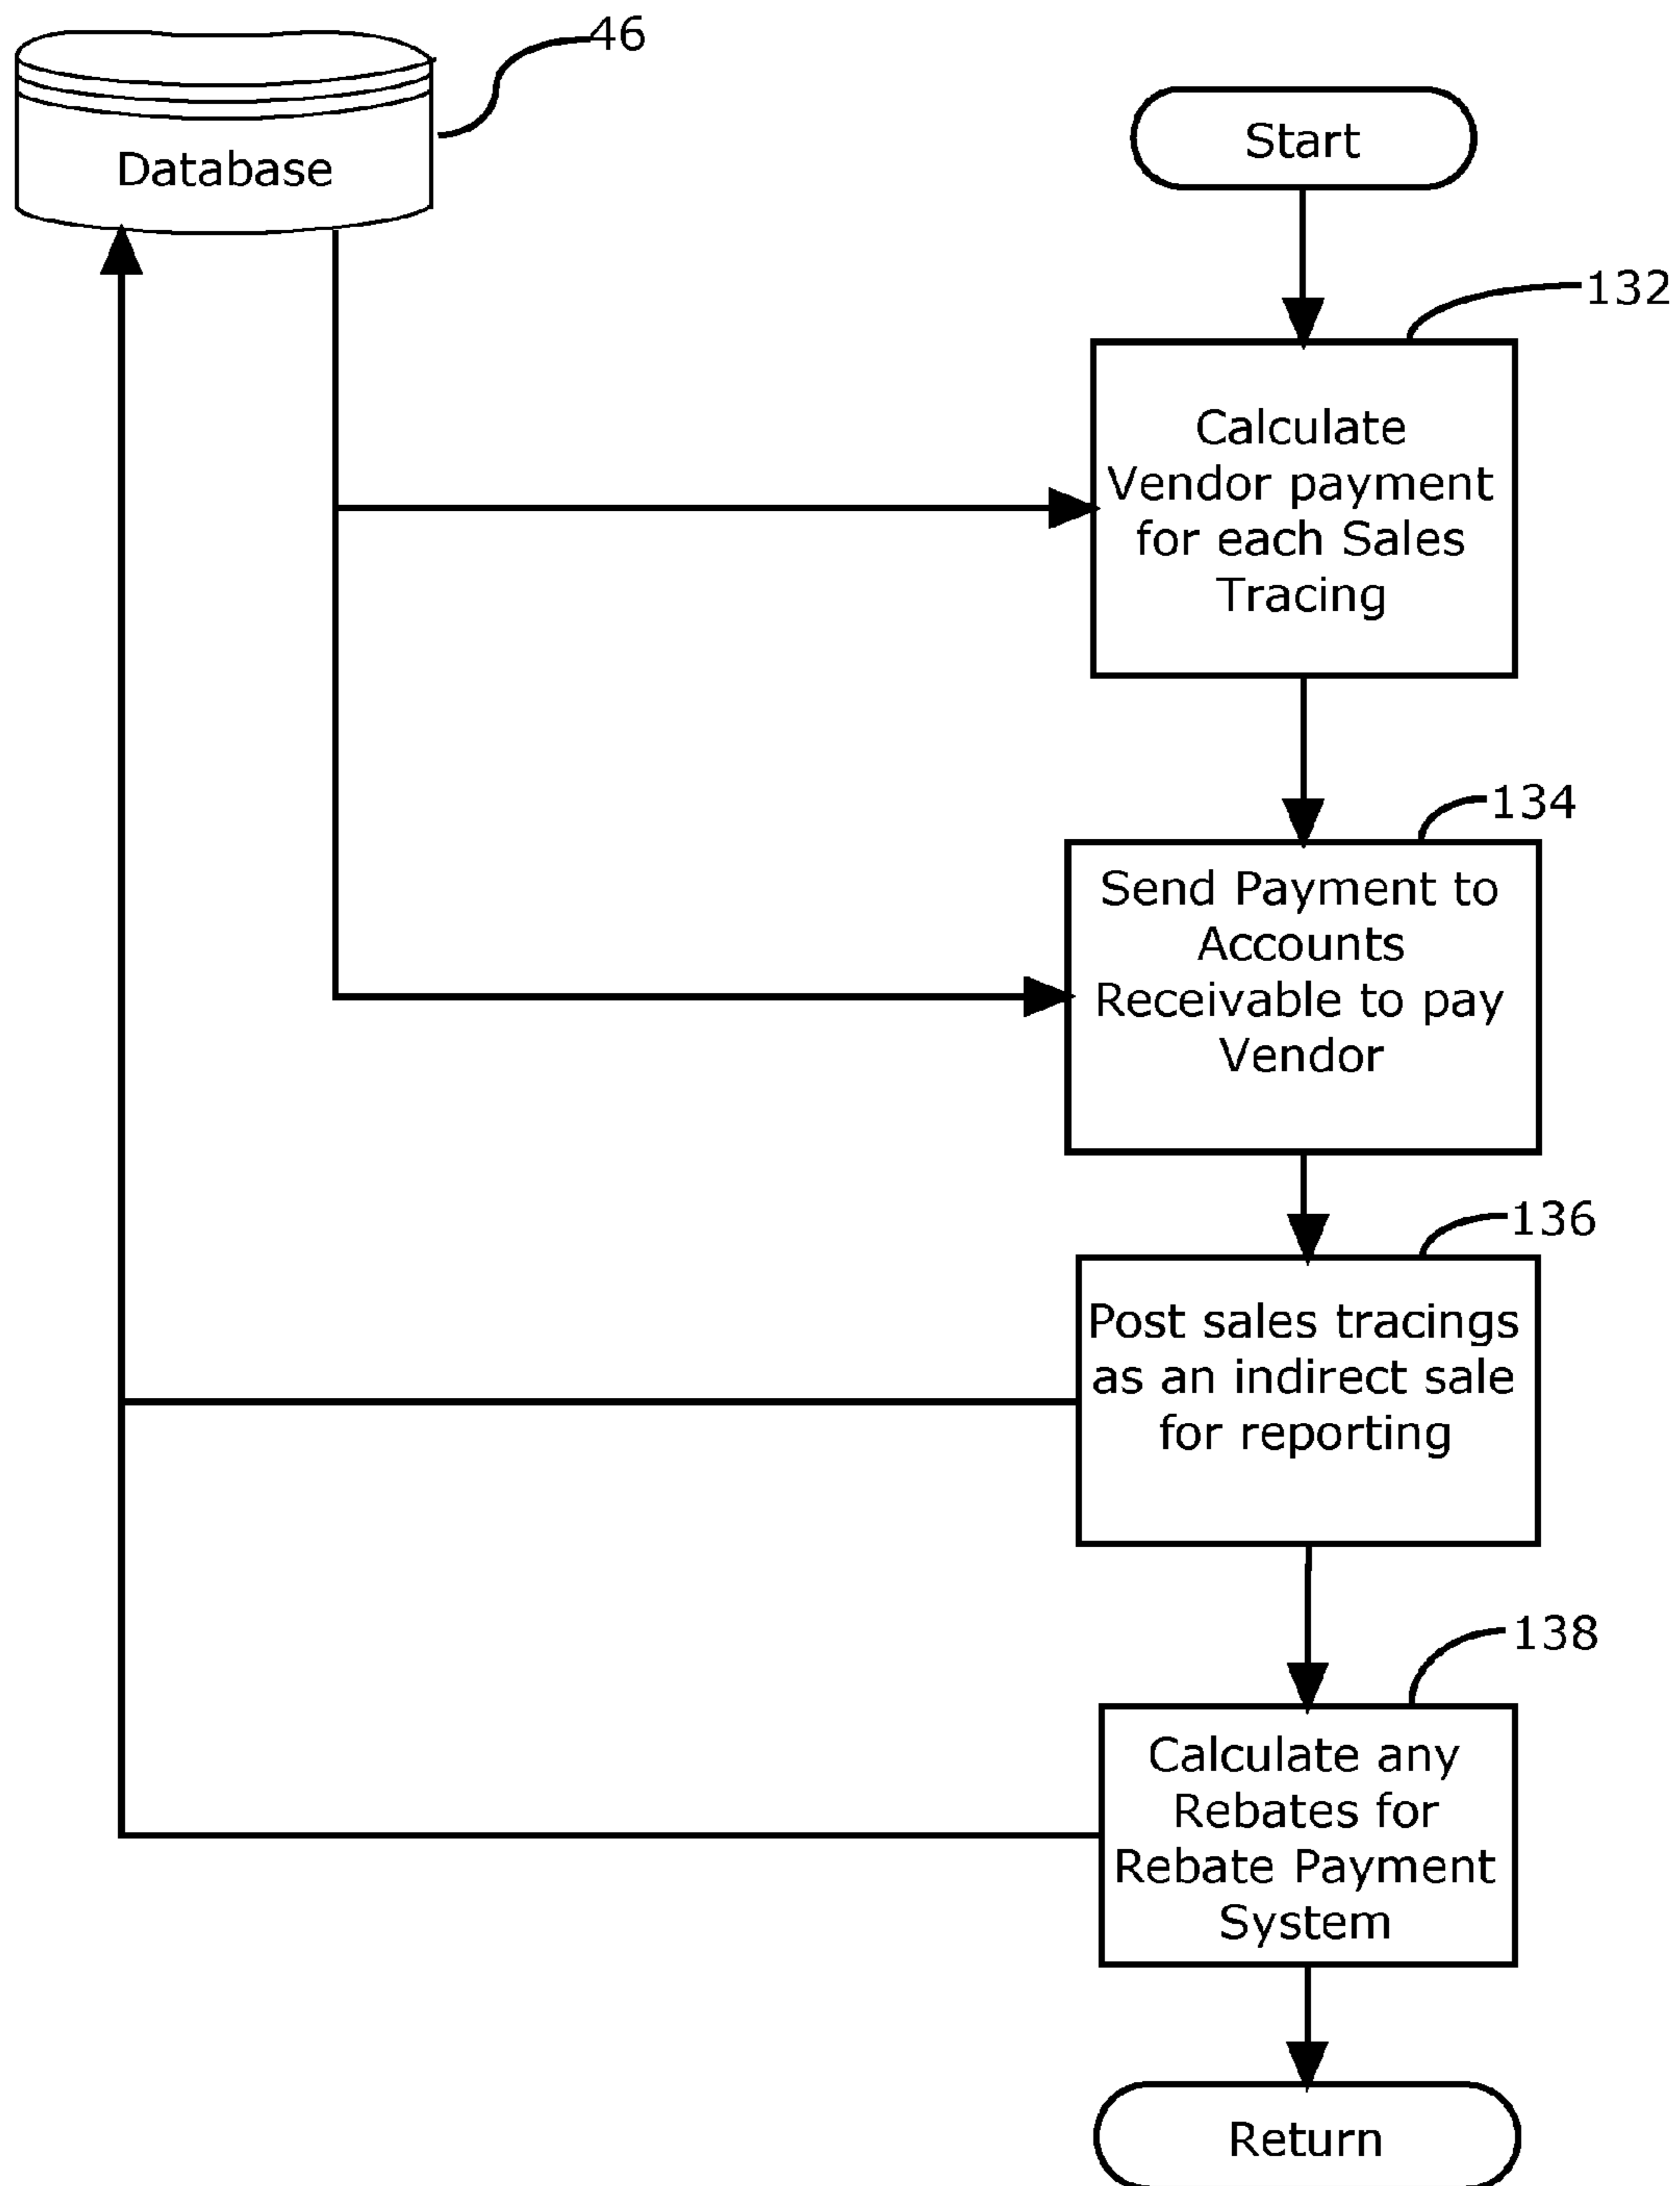 46
Database
Start
132
Calculate
Vendor payment
for each Sales
Tracing
134
Send Payment to
Accounts
Receivable to pay
Vendor
136
Post sales tracings
as an indirect sale
for reporting
138
Calculate any
Rebates for
Rebate Payment
System
Return